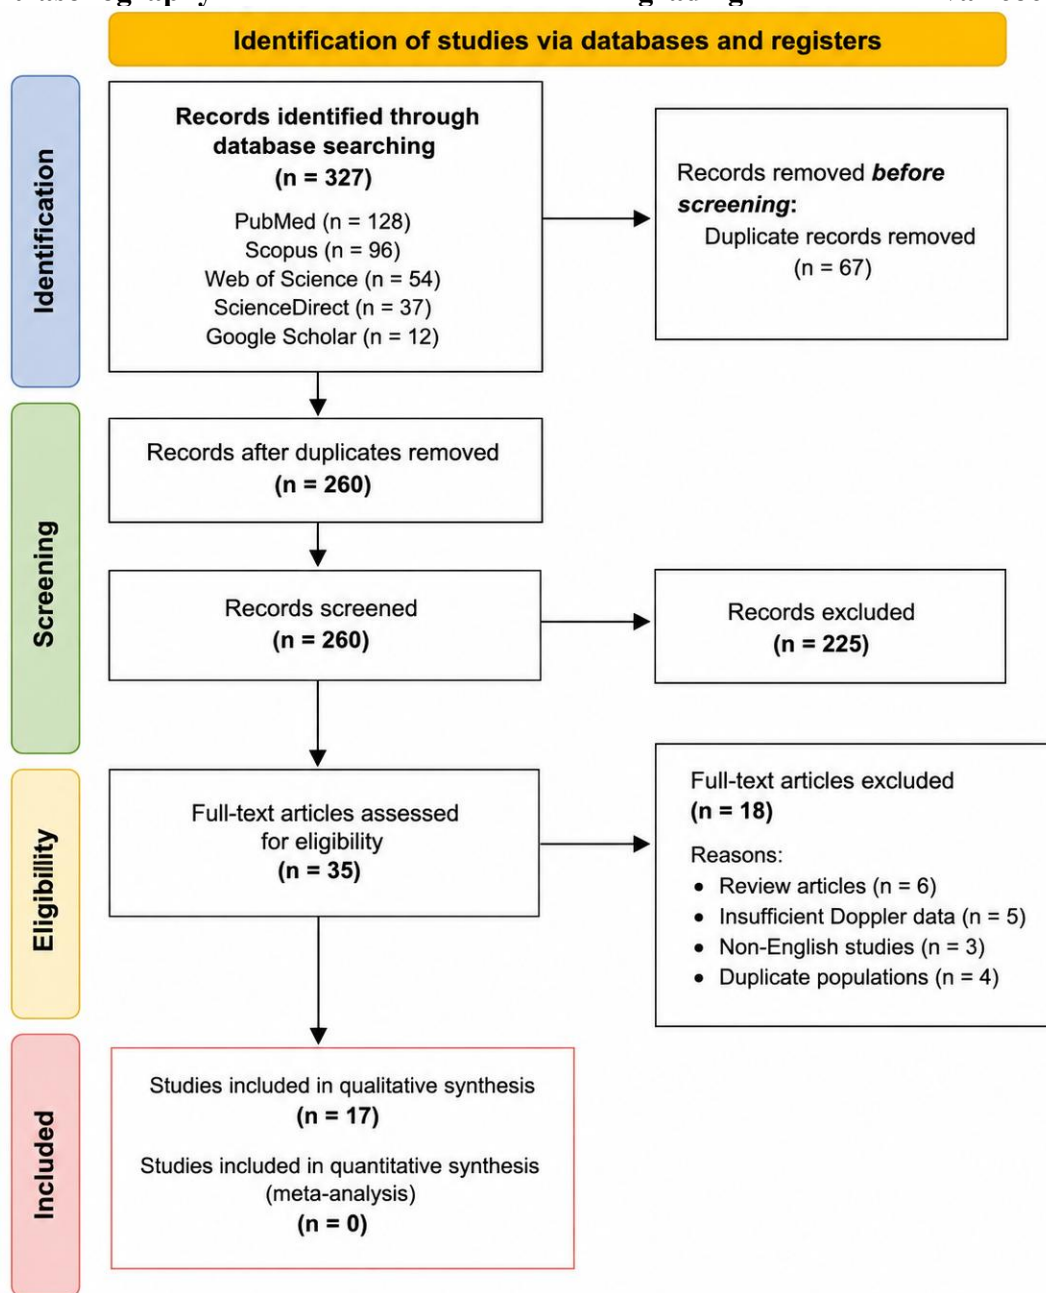 Identification of studies via databases and registers
Identification
Records identified through
database searching
(n = 327)
PubMed (n = 128)
Scopus (n = 96)
Web of Science (n = 54)
ScienceDirect (n = 37)
Google Scholar (n = 12)
Records removed before
screening:
Duplicate records removed
(n = 67)
Screening
Records after duplicates removed
(n = 260)
Records screened
(n = 260)
Records excluded
(n = 225)
Eligibility
Full-text articles assessed
for eligibility
(n = 35)
Full-text articles excluded
(n = 18)
Reasons:
• Review articles (n = 6)
• Insufficient Doppler data (n = 5)
• Non-English studies (n = 3)
• Duplicate populations (n = 4)
Included
Studies included in qualitative synthesis
(n = 17)
Studies included in quantitative synthesis
(meta-analysis)
(n = 0)